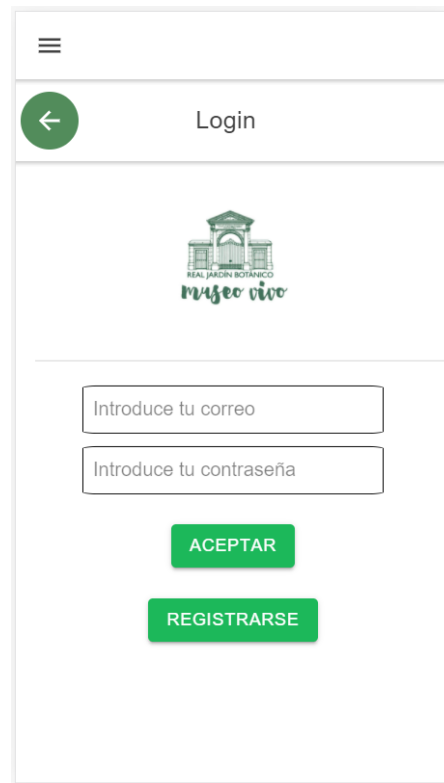 Login
REAL JARDÍN BOTÁNICO
museo vivo
Introduce tu correo
Introduce tu contraseña
ACEPTAR
REGISTRARSE